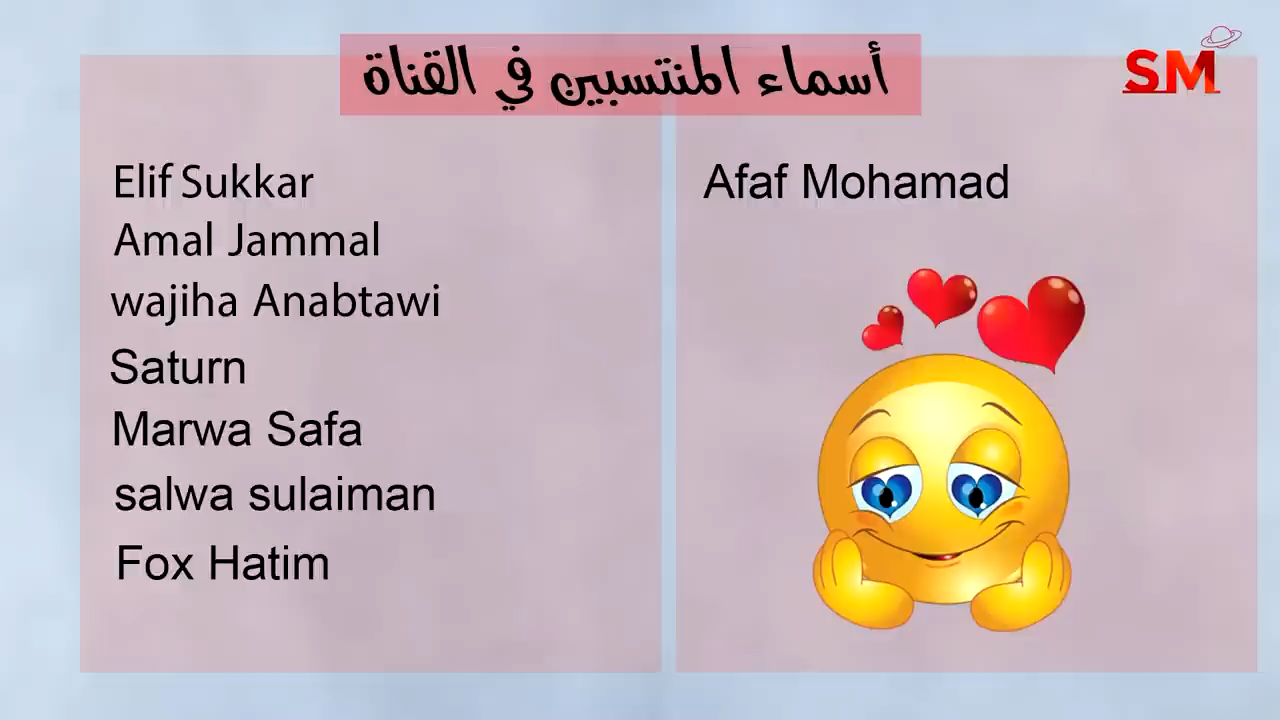 أسماء المنتسبين في القناة
SM
Elif Sukkar
Amal Jammal
wajiha Anabtawi
Saturn
Marwa Safa
salwa sulaiman
Fox Hatim
Afaf Mohamad